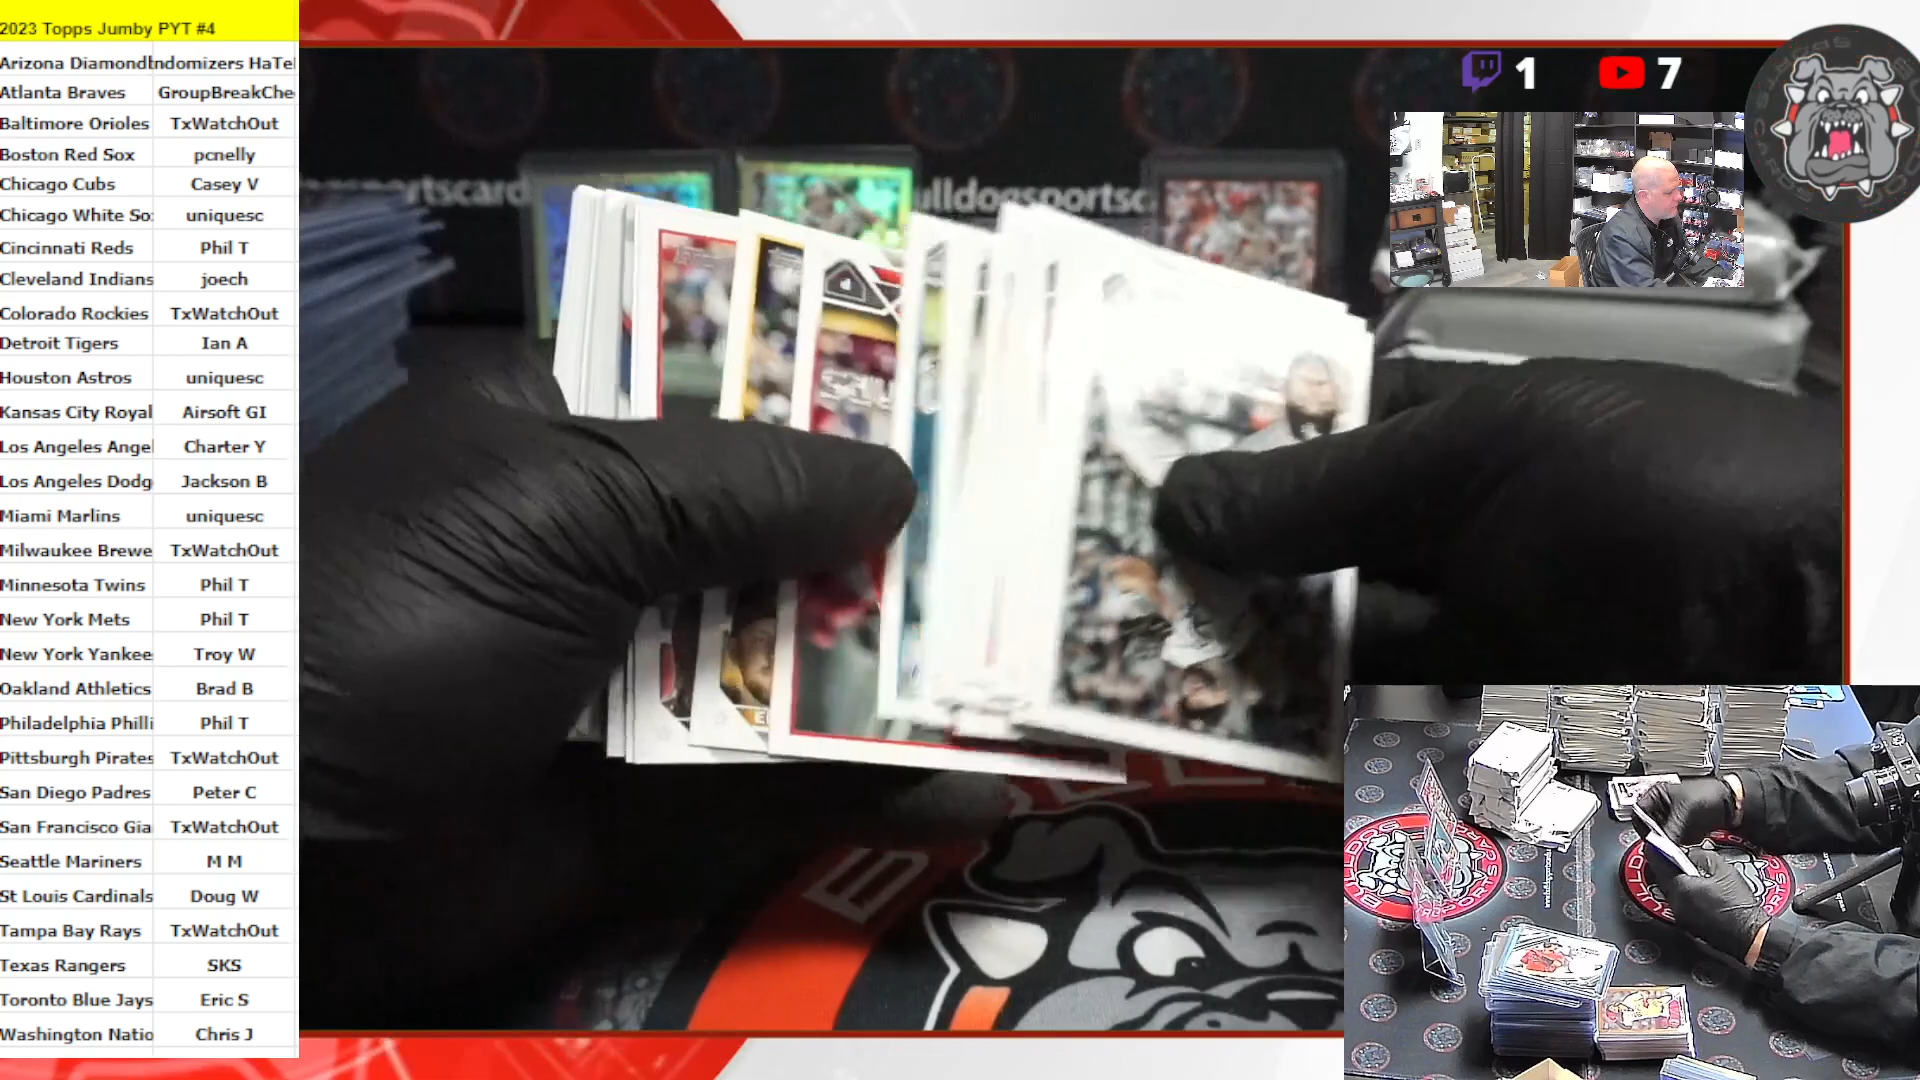 2023 Topps Jumby PYT #4
Arizona Diamond ndomizers HaTe
Atlanta Braves GroupBreakChe
Baltimore Orioles TxWatchOut
Boston Red Sox pcnelly
Chicago Cubs Casey V
Chicago White So uniquesc
Cincinnati Reds Phil T
Cleveland Indians joech
Colorado Rockies TxWatchOut
Detroit Tigers Ian A
Houston Astros uniquesc
Kansas City Royal Airsoft GI
Los Angeles Angel Charter Y
Los Angeles Dodg Jackson B
Miami Marlins uniquesc
Milwaukee Brewe TxWatchOut
Minnesota Twins Phil T
New York Mets Phil T
New York Yankee Troy W
Oakland Athletics Brad B
Philadelphia Philli Phil T
Pittsburgh Pirates TxWatchOut
San Diego Padres Peter C
San Francisco Gia TxWatchOut
Seattle Mariners M M
St Louis Cardinals Doug W
Tampa Bay Rays TxWatchOut
Texas Rangers SKS
Toronto Blue Jays Eric S
Washington Natio Chris J
1 7
sportscard
ulldogsportsc